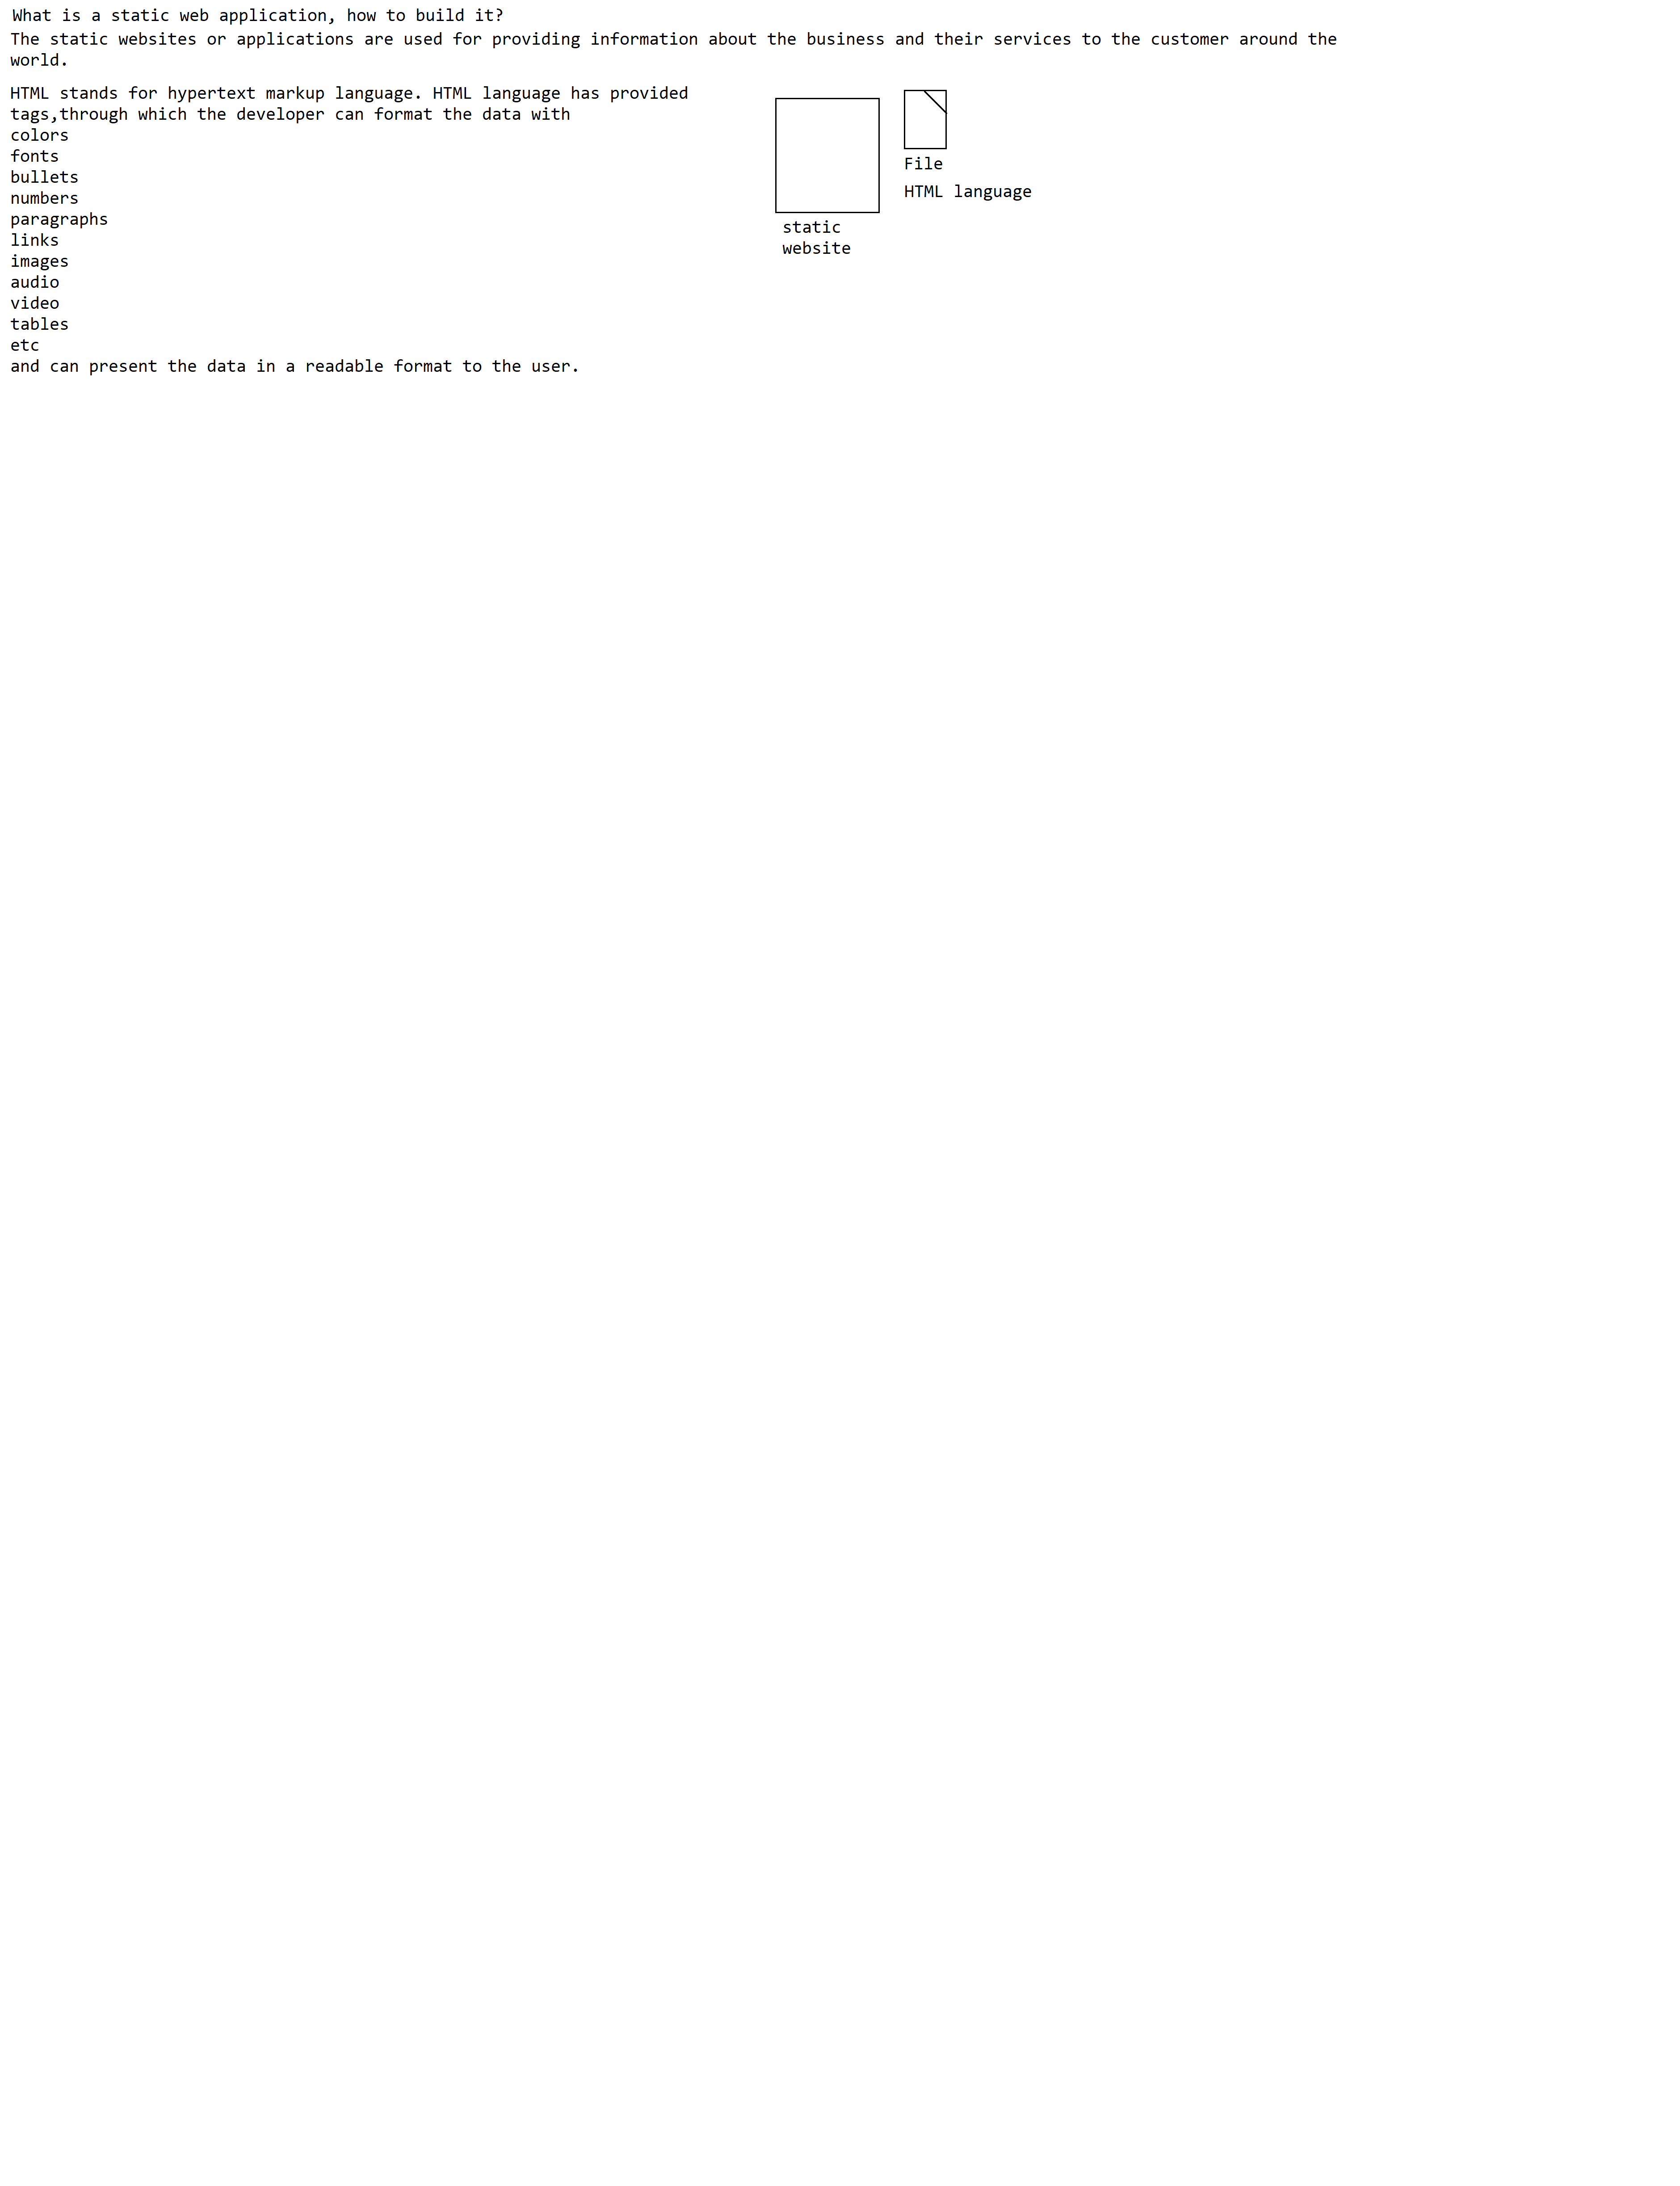 What is a static web application, how to build it?
The static websites or applications are used for providing information about the business and their services to the customer around the
world.
HTML stands for hypertext markup language. HTML language has provided
tags,through which the developer can format the data with
colors
fonts
bullets
numbers
paragraphs
links
images
audio
video
tables
etc
and can present the data in a readable format to the user.
static
website
File
HTML language